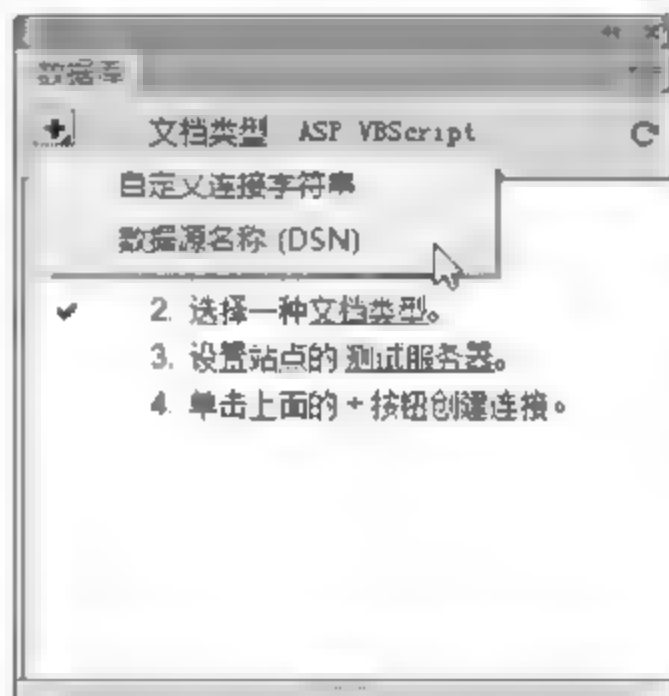 数据库
文档类型 ASP VBScript
自定义连接字符串
数据源名称 (DSN)
2. 选择一种文档类型。
3. 设置站点的 测试服务器。
4. 单击上面的 + 按钮创建连接。